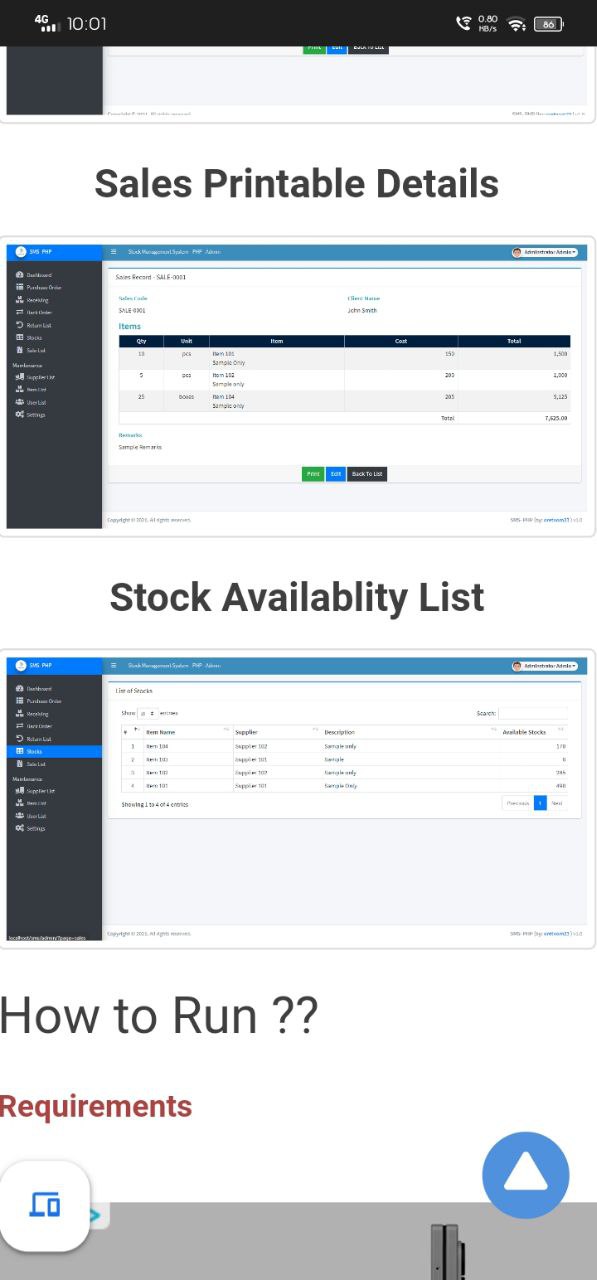 4G 10:01 0.80 KB/s 86
Print Edit Back To List
Sales Printable Details
SMS- PHP Stock Management System - PHP - Admin Adminstrator Admin
Dashboard
Purchase Order
Receiving
Back Order
Return List
Stocks
Sale List
Maintenance
Supplier List
Item List
User List
Settings
Sales Record - SALE-0001
Sales Code Client Name
SALE-0001 John Smith
Items
Qty Unit Item Cost Total
10 pcs Item 101 150 1,500
Sample Only
5 pcs Item 102 200 1,000
Sample only
25 boxes Item 104 205 5,125
Sample only
Total 7,625.00
Remarks
Sample Remarks
Print Edit Back To List
Copyright © 2021. All rights reserved. SMS- PHP (by: oretnom23 ) v1.0
Stock Availablity List
SMS- PHP Stock Management System - PHP - Admin Adminstrator Admin
Dashboard
Purchase Order
Receiving
Back Order
Return List
Stocks
Sale List
Maintenance
Supplier List
Item List
User List
Settings
localhost/sms/admin/?page=sales
List of Stocks
Show entries Search:
# Item Name Supplier Description Available Stocks
1 Item 104 Supplier 102 Sample only
2 Supplier 101 Sample
3 Item 102 Supplier 102 Sample only
4 Item 101 Supplier 101 Sample Only
Showing 1 to 4 of 4 entries Previous 1 Next
Copyright © 2021. All rights reserved. SMS- PHP (by: oretnom23 ) v1.0
How to Run ??
Requirements